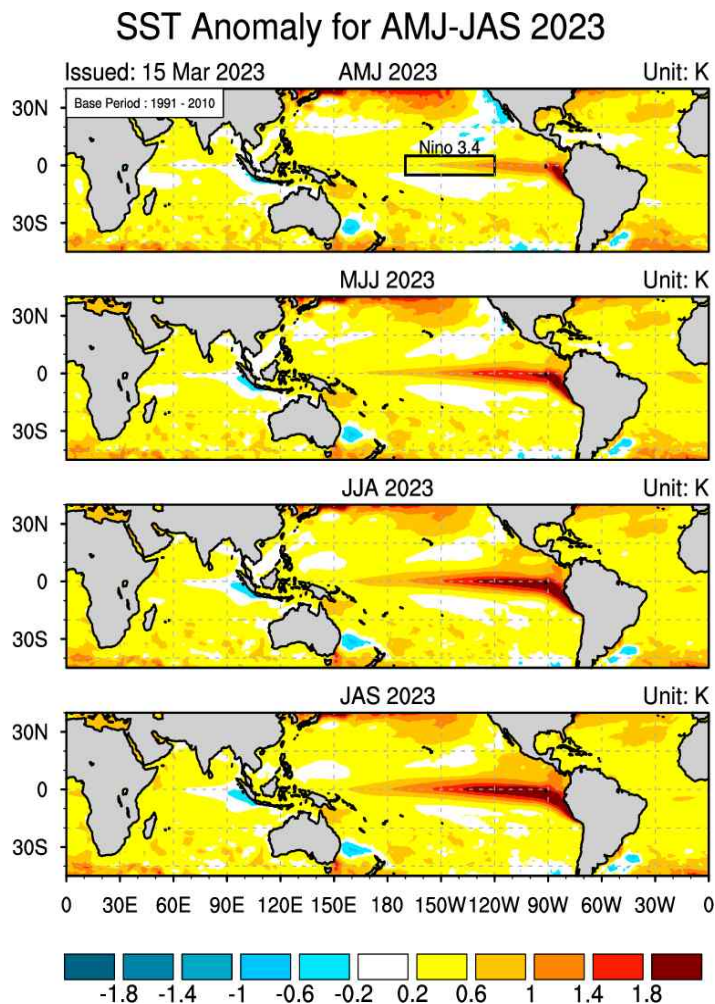 SST Anomaly for AMJ-JAS 2023
Issued: 15 Mar 2023 AMJ 2023 Unit: K
Base Period : 1991 - 2010
30N
Nino 3.4
0
30S
MJJ 2023 Unit: K
30N
0
30S
JJA 2023 Unit: K
30N
0
30S
JAS 2023 Unit: K
30N
0
30S
0 30E 60E 90E 120E 150E 180 150W 120W 90W 60W 30W 0
-1.8 -1.4 -1 -0.6 -0.2 0.2 0.6 1 1.4 1.8